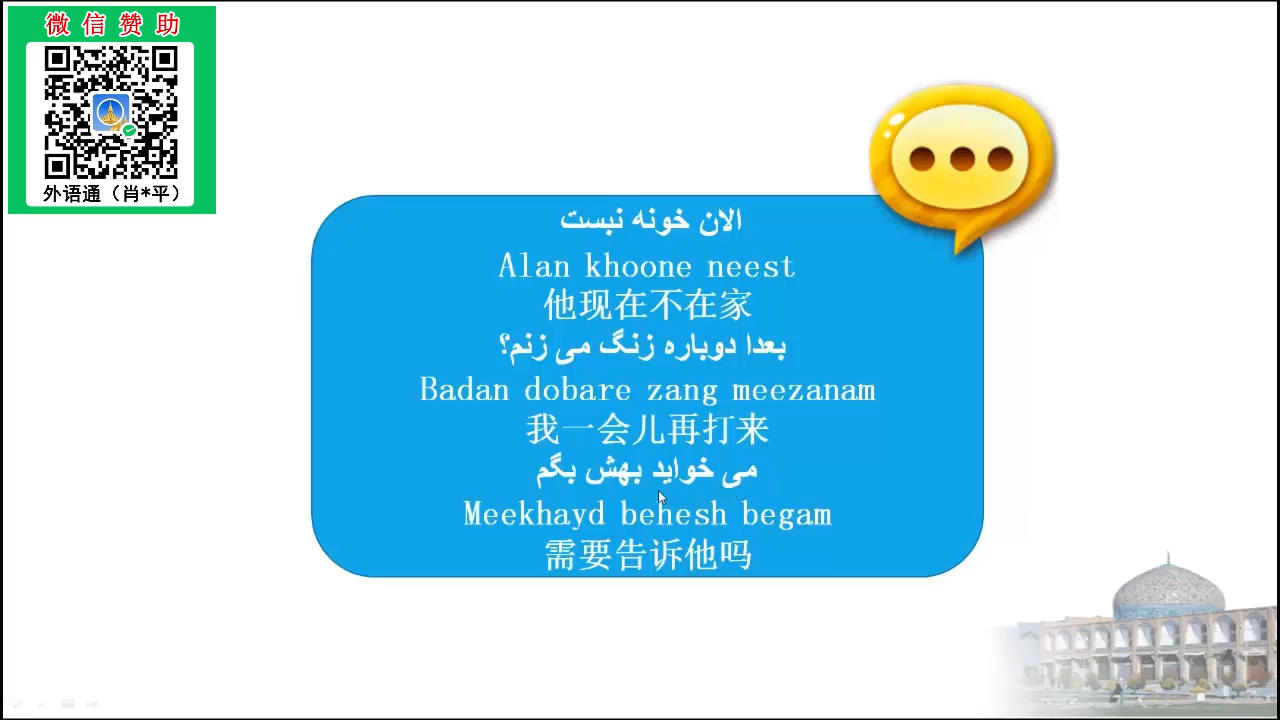 微信赞助
外语通（肖*平）
الان خونه نیست
Alan khoone neest
他现在不在家
بعدا دوباره زنگ می زنم؟
Badan dobare zang meezanam
我一会儿再打来
می خواید بهش بگم
Meekhayd behesh begam
需要告诉他吗